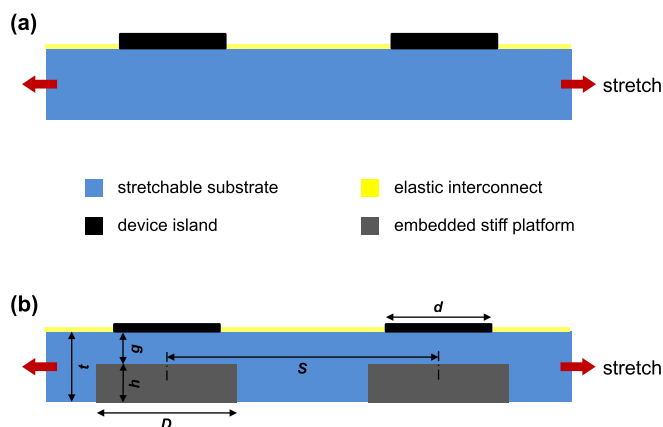 (a)
stretch
stretchable substrate
elastic interconnect
device island
embedded stiff platform
(b)
d
t
g
S
h
stretch
D